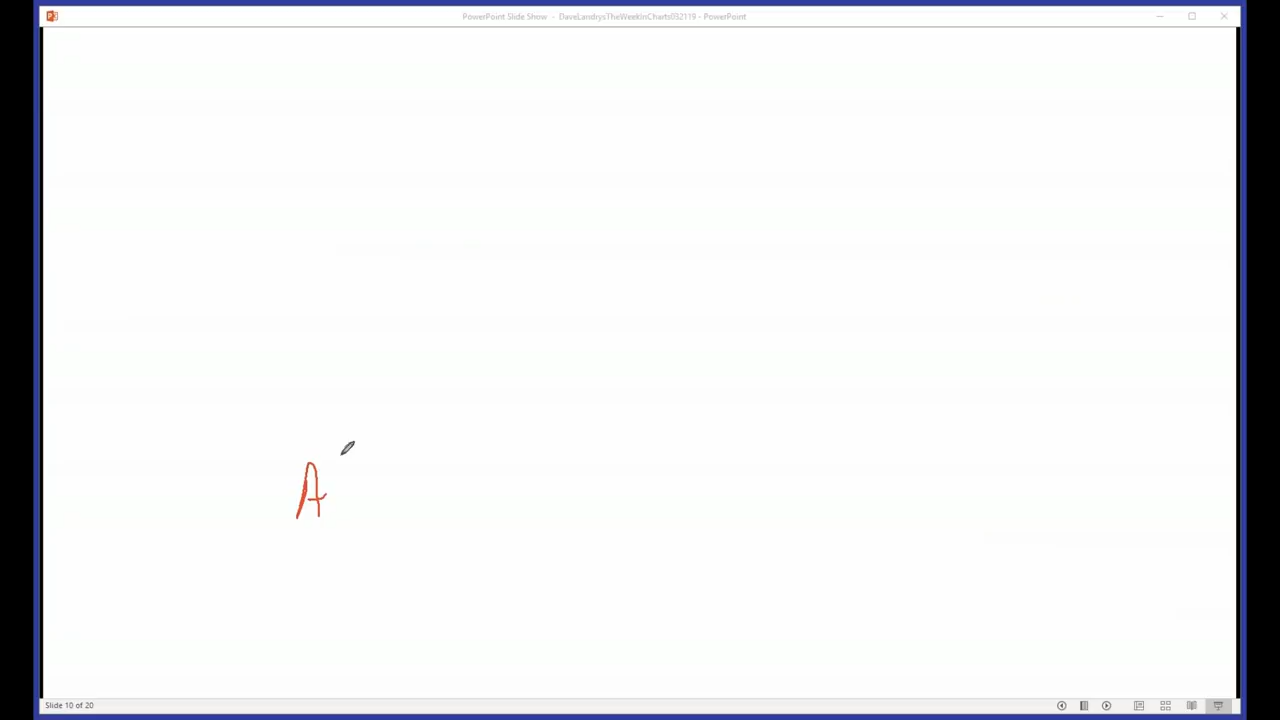 PowerPoint Slide Show - DaveLandrysTheWeekInCharts032119 - PowerPoint
A
Slide 10 of 20